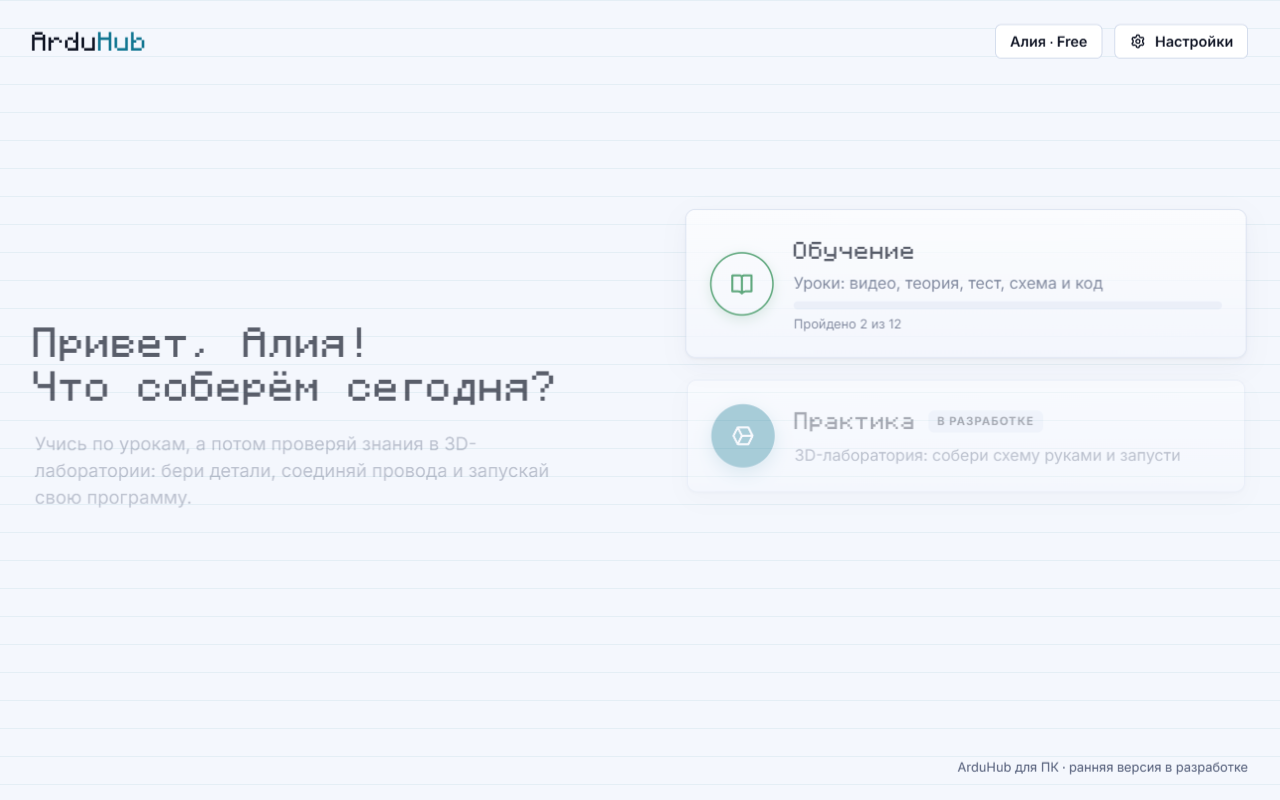 ArduHub
Алия · Free
Настройки
Привет, Алия!
Что соберём сегодня?
Учись по урокам, а потом проверяй знания в 3D-
лаборатории: бери детали, соединяй провода и запускай
свою программу.
Обучение
Уроки: видео, теория, тест, схема и код
Пройдено 2 из 12
Практика
В РАЗРАБОТКЕ
3D-лаборатория: собери схему руками и запусти
ArduHub для ПК · ранняя версия в разработке